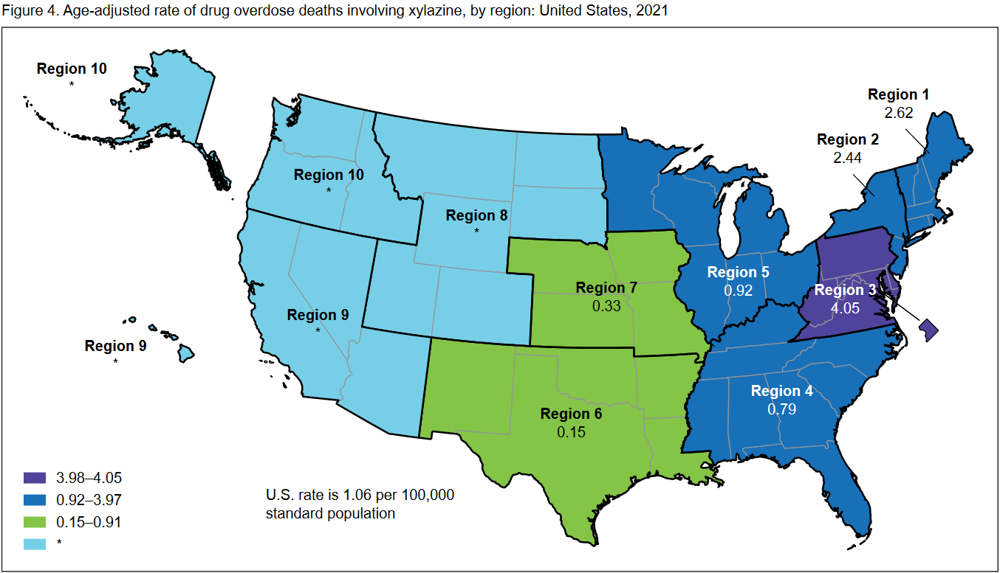 Figure 4. Age-adjusted rate of drug overdose deaths involving xylazine, by region: United States, 2021
Region 10
*
Region 1
2.62
Region 2
2.44
Region 10
*
Region 8
*
Region 5
0.92
Region 7
0.33
Region 3
4.05
Region 9
*
Region 9
*
Region 4
0.79
Region 6
0.15
3.98–4.05
0.92–3.97
0.15–0.91
*
U.S. rate is 1.06 per 100,000
standard population